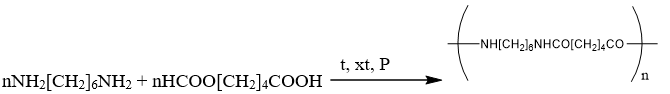 nNH2[CH2]6NH2 + nHCOO[CH2]4COOH
t, xt, P
NH[CH2]6NHCO[CH2]4CO
n